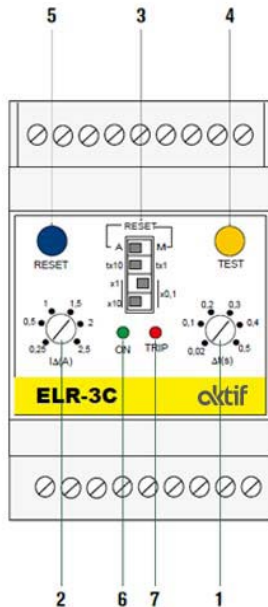 5 3 4
RESET
A M
RESET tx10 tx1 TEST
x1
x0,1
x10
1 1,5
0,5 2
0,25 2,5
IΔ(A)
0,2 0,3
0,1 0,4
0,02 0,5
Δt(s)
ON TRIP
ELR-3C aktif
2 6 7 1